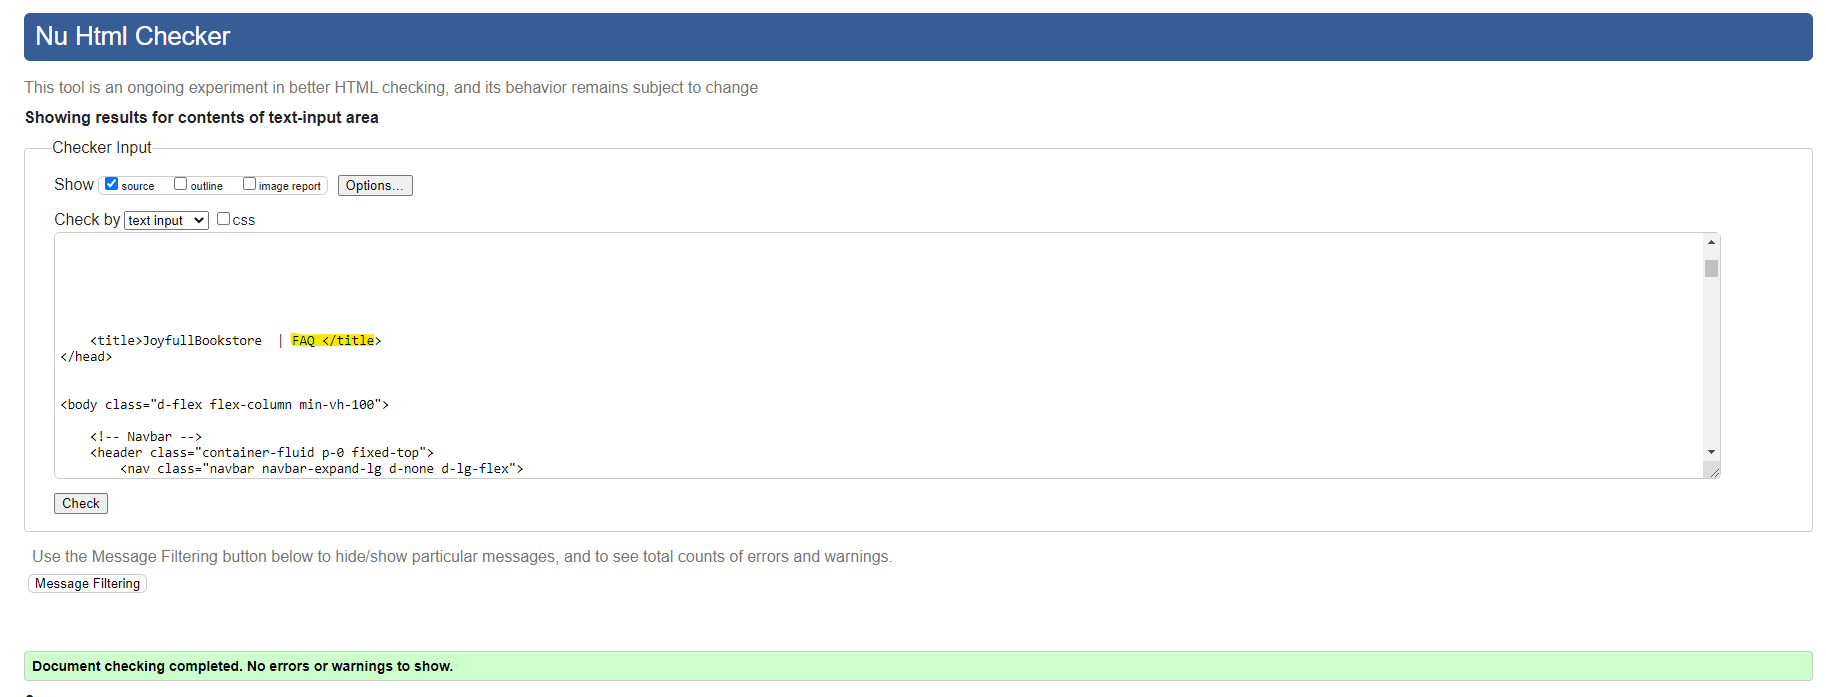 Nu Html Checker
This tool is an ongoing experiment in better HTML checking, and its behavior remains subject to change
Showing results for contents of text-input area
Checker Input
Show source outline image report Options...
Check by text input css
<title>JoyfullBookstore  | FAQ </title>
</head>
<body class="d-flex flex-column min-vh-100">
<!-- Navbar -->
<header class="container-fluid p-0 fixed-top">
<nav class="navbar navbar-expand-lg d-none d-lg-flex">
Check
Use the Message Filtering button below to hide/show particular messages, and to see total counts of errors and warnings.
Message Filtering
Document checking completed. No errors or warnings to show.